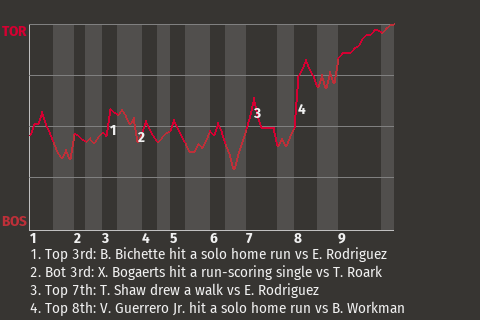 TOR
1
2
3
4
BOS
1 2 3 4 5 6 7 8 9
1. Top 3rd: B. Bichette hit a solo home run vs E. Rodriguez
2. Bot 3rd: X. Bogaerts hit a run-scoring single vs T. Roark
3. Top 7th: T. Shaw drew a walk vs E. Rodriguez
4. Top 8th: V. Guerrero Jr. hit a solo home run vs B. Workman